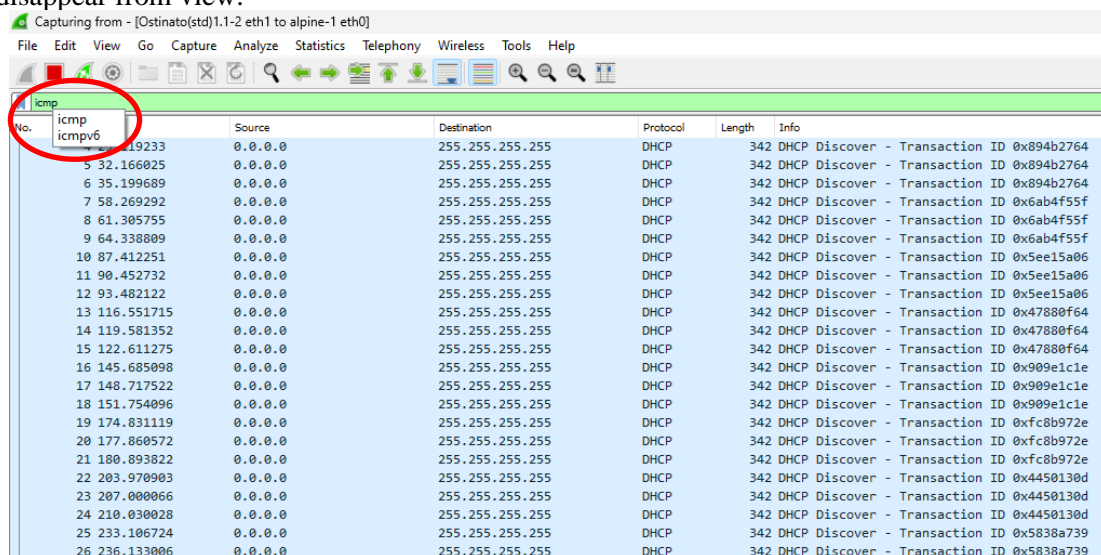 disappear from view.
Capturing from - [Ostinato(std)1.1-2 eth1 to alpine-1 eth0]
File Edit View Go Capture Analyze Statistics Telephony Wireless Tools Help
icmp
icmp
icmpv6
No. Source Destination Protocol Length Info
0.0.0.0 255.255.255.255 DHCP 342 DHCP Discover - Transaction ID 0x894b2764
5 32.166025 0.0.0.0 255.255.255.255 DHCP 342 DHCP Discover - Transaction ID 0x894b2764
6 35.199689 0.0.0.0 255.255.255.255 DHCP 342 DHCP Discover - Transaction ID 0x894b2764
7 58.269292 0.0.0.0 255.255.255.255 DHCP 342 DHCP Discover - Transaction ID 0x6ab4f55f
8 61.305755 0.0.0.0 255.255.255.255 DHCP 342 DHCP Discover - Transaction ID 0x6ab4f55f
9 64.338809 0.0.0.0 255.255.255.255 DHCP 342 DHCP Discover - Transaction ID 0x6ab4f55f
10 87.412251 0.0.0.0 255.255.255.255 DHCP 342 DHCP Discover - Transaction ID 0x5ee15a06
11 90.452732 0.0.0.0 255.255.255.255 DHCP 342 DHCP Discover - Transaction ID 0x5ee15a06
12 93.482122 0.0.0.0 255.255.255.255 DHCP 342 DHCP Discover - Transaction ID 0x5ee15a06
13 116.551715 0.0.0.0 255.255.255.255 DHCP 342 DHCP Discover - Transaction ID 0x47880f64
14 119.581352 0.0.0.0 255.255.255.255 DHCP 342 DHCP Discover - Transaction ID 0x47880f64
15 122.611275 0.0.0.0 255.255.255.255 DHCP 342 DHCP Discover - Transaction ID 0x47880f64
16 145.685098 0.0.0.0 255.255.255.255 DHCP 342 DHCP Discover - Transaction ID 0x909e1c1e
17 148.717522 0.0.0.0 255.255.255.255 DHCP 342 DHCP Discover - Transaction ID 0x909e1c1e
18 151.754096 0.0.0.0 255.255.255.255 DHCP 342 DHCP Discover - Transaction ID 0x909e1c1e
19 174.831119 0.0.0.0 255.255.255.255 DHCP 342 DHCP Discover - Transaction ID 0xfc8b972e
20 177.860572 0.0.0.0 255.255.255.255 DHCP 342 DHCP Discover - Transaction ID 0xfc8b972e
21 180.893822 0.0.0.0 255.255.255.255 DHCP 342 DHCP Discover - Transaction ID 0xfc8b972e
22 203.970903 0.0.0.0 255.255.255.255 DHCP 342 DHCP Discover - Transaction ID 0x4450130d
23 207.000066 0.0.0.0 255.255.255.255 DHCP 342 DHCP Discover - Transaction ID 0x4450130d
24 210.030028 0.0.0.0 255.255.255.255 DHCP 342 DHCP Discover - Transaction ID 0x4450130d
25 233.106724 0.0.0.0 255.255.255.255 DHCP 342 DHCP Discover - Transaction ID 0x5838a739
26 236.133006 0.0.0.0 255.255.255.255 DHCP 342 DHCP Discover - Transaction ID 0x5838a739